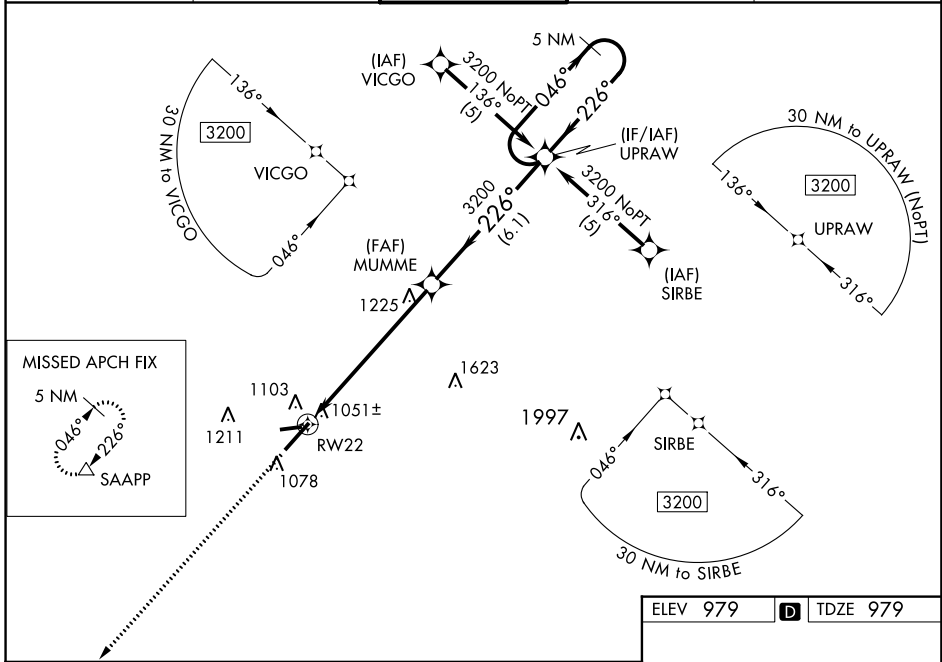 5 NM
(IAF)
VICGO
3200 NoPT
136°
(5)
046°
226°
136°
3200
30 NM to VICGO
VICGO
046°
(IF/IAF)
UPRAW
30 NM to UPRAW (NoPT)
136°
3200
UPRAW
316°
3200 NoPT
316°
(5)
(IAF)
SIRBE
3200
226°
(6.1)
(FAF)
MUMME
1225
MISSED APCH FIX
5 NM
046°
226°
SAAPP
1623
1103
1051±
1211
RW22
1078
1997
SIRBE
046°
316°
3200
30 NM to SIRBE
ELEV 979 D TDZE 979